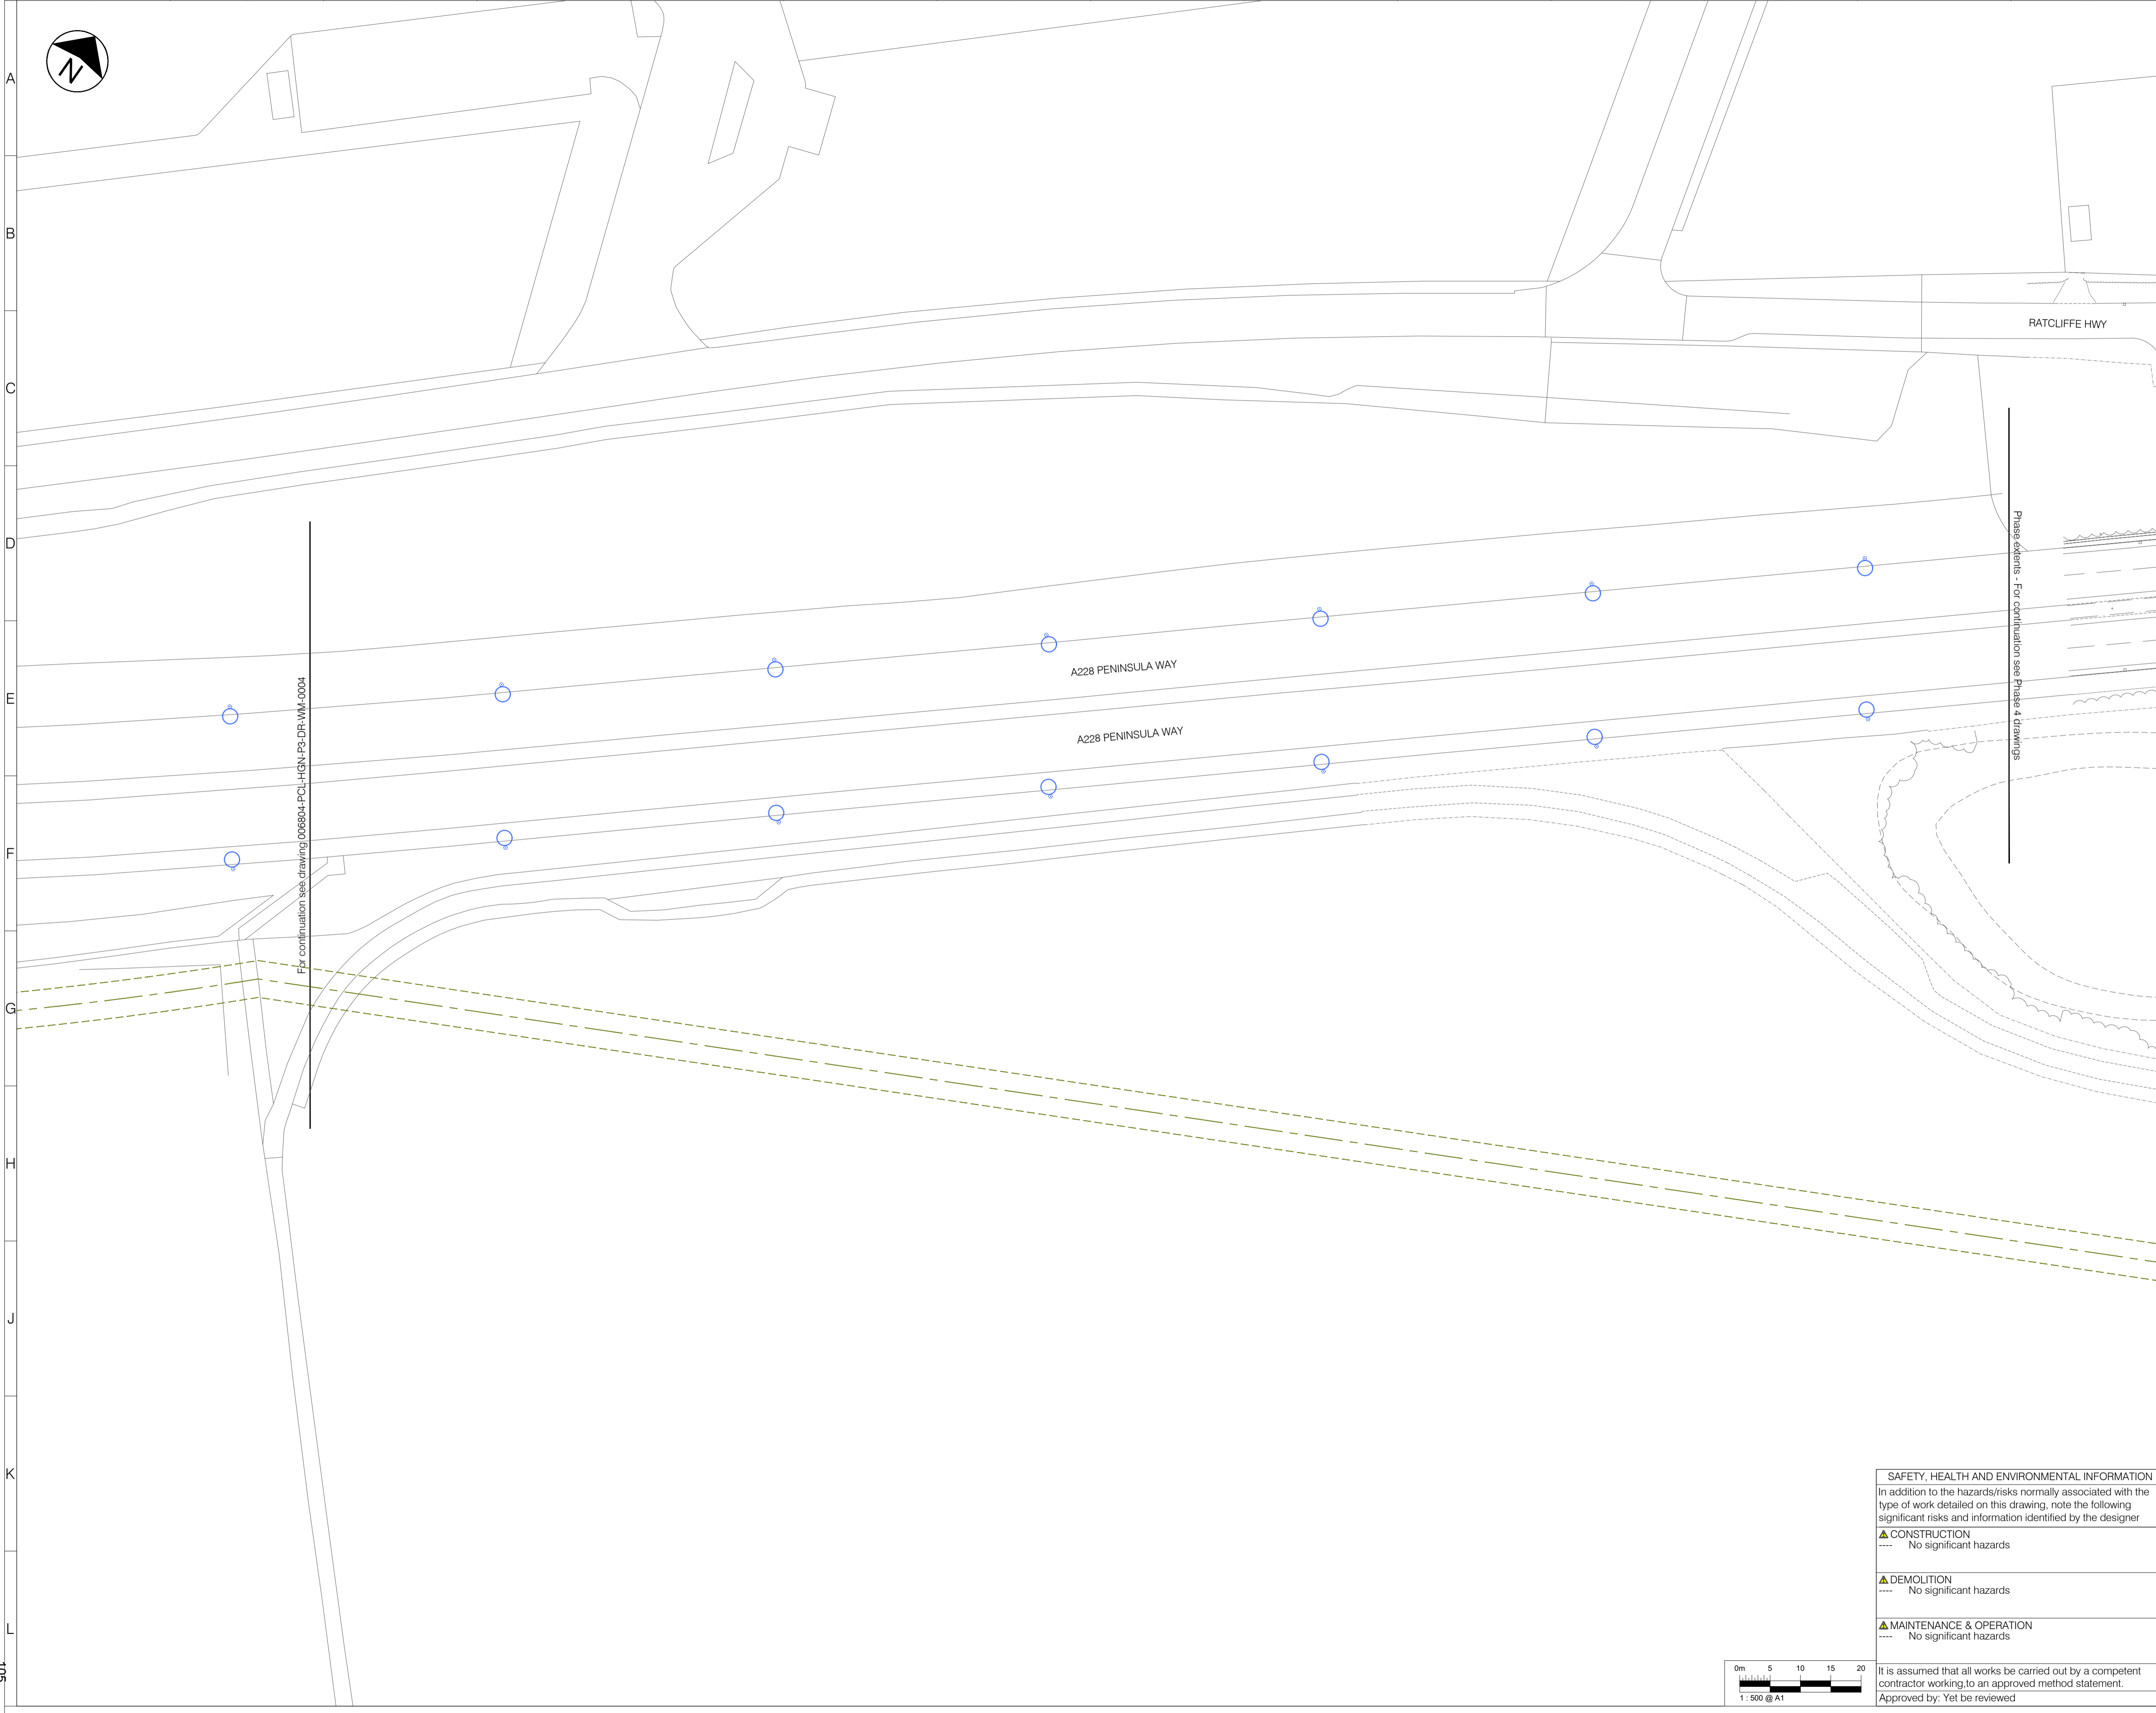 A
N
B
RATCLIFFE HWY
C
D
Phase extents - For continuation see Phase 4 drawings
A228 PENINSULA WAY
E
A228 PENINSULA WAY
For continuation see drawing 006804-PCL-HGN-P3-DR-WM-0004
F
G
H
J
K
SAFETY, HEALTH AND ENVIRONMENTAL INFORMATION
In addition to the hazards/risks normally associated with the
type of work detailed on this drawing, note the following
significant risks and information identified by the designer
CONSTRUCTION
---- No significant hazards
DEMOLITION
---- No significant hazards
L
MAINTENANCE & OPERATION
---- No significant hazards
0m 5 10 15 20
1 : 500 @ A1
It is assumed that all works be carried out by a competent
contractor working,to an approved method statement.
Approved by: Yet be reviewed